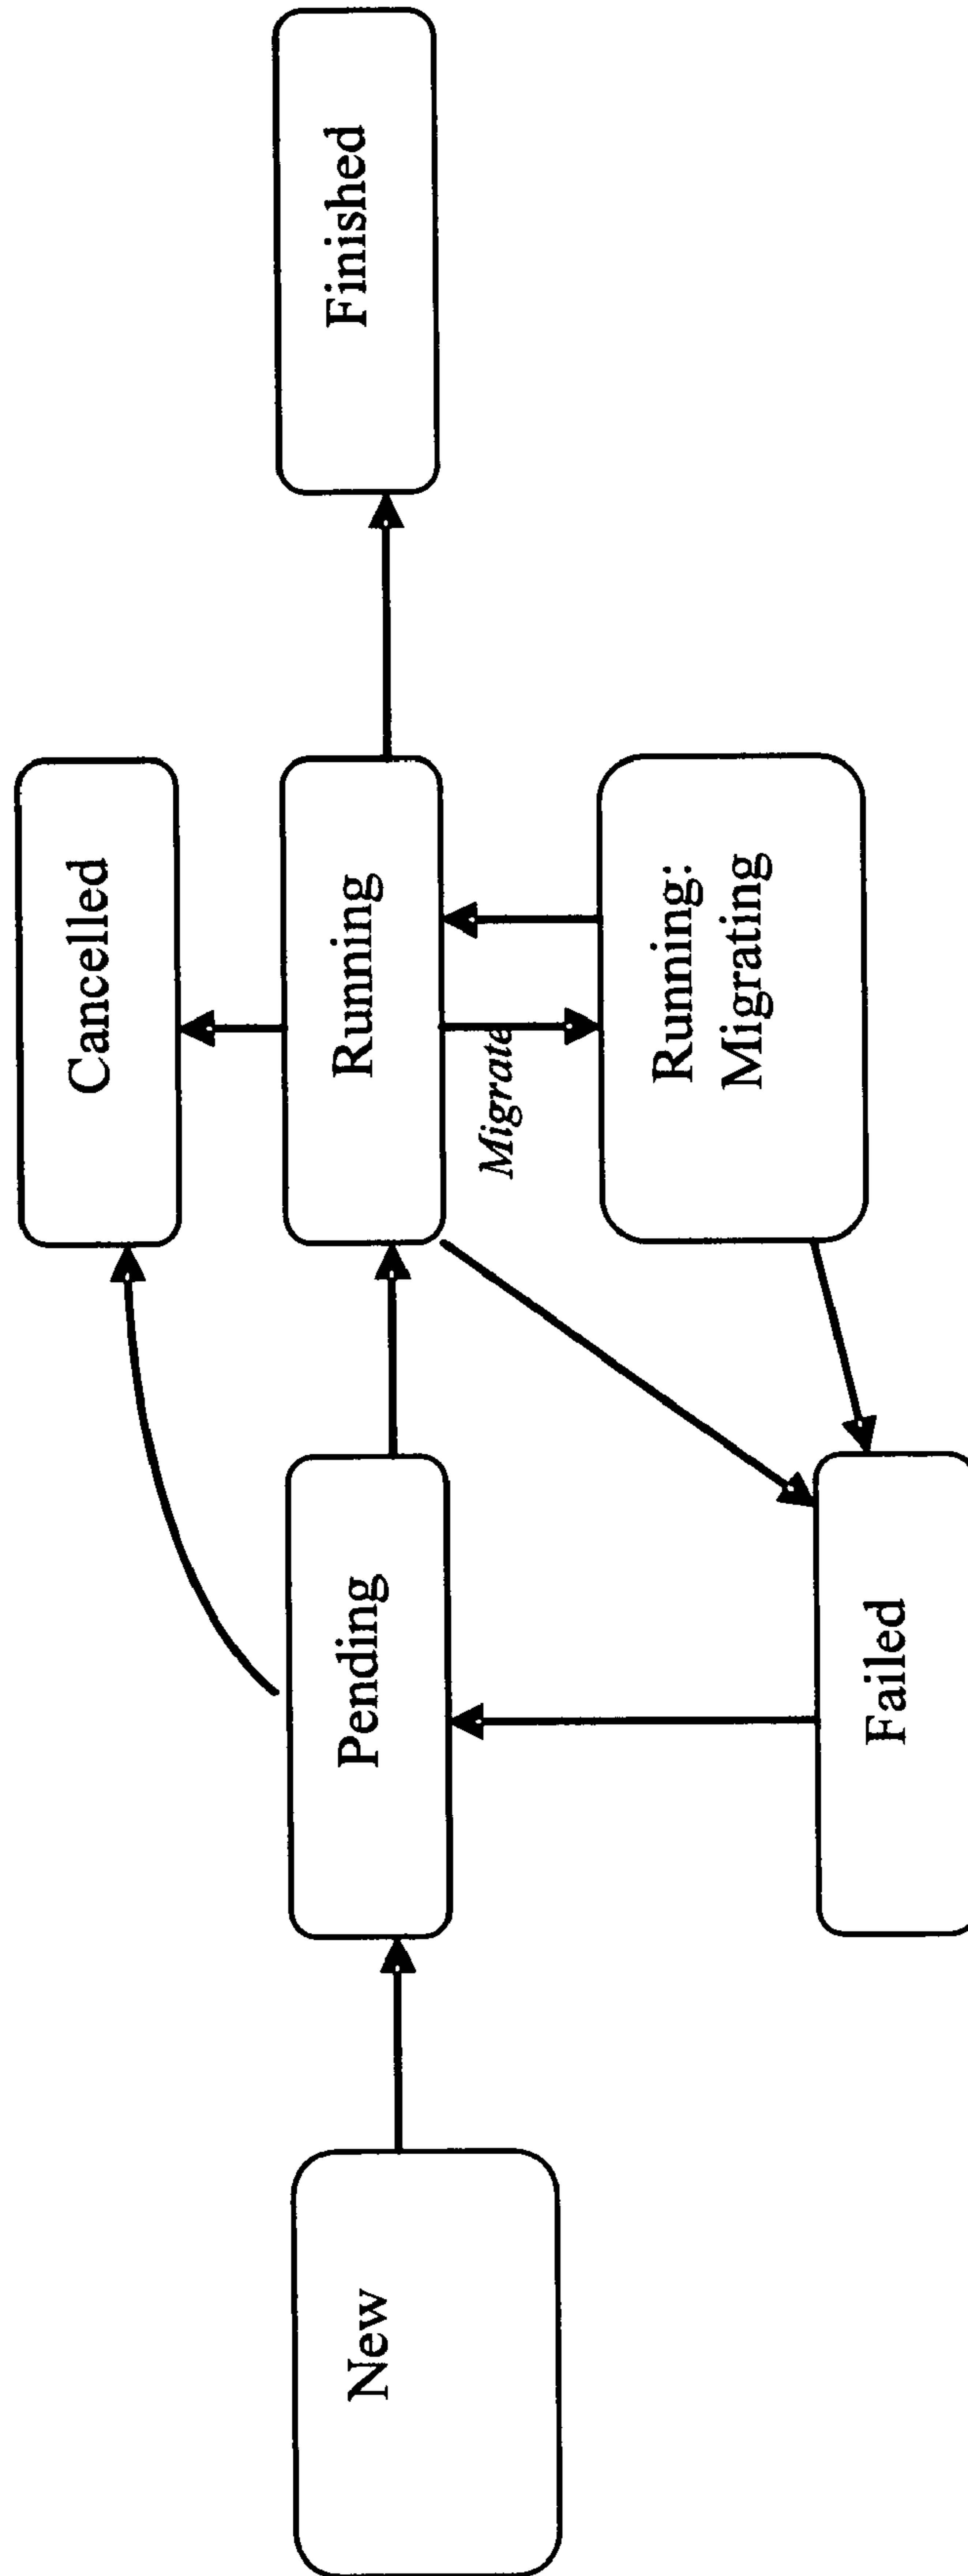 New
Pending
Failed
Cancelled
Running
Migrate
Running:
Migrating
Finished